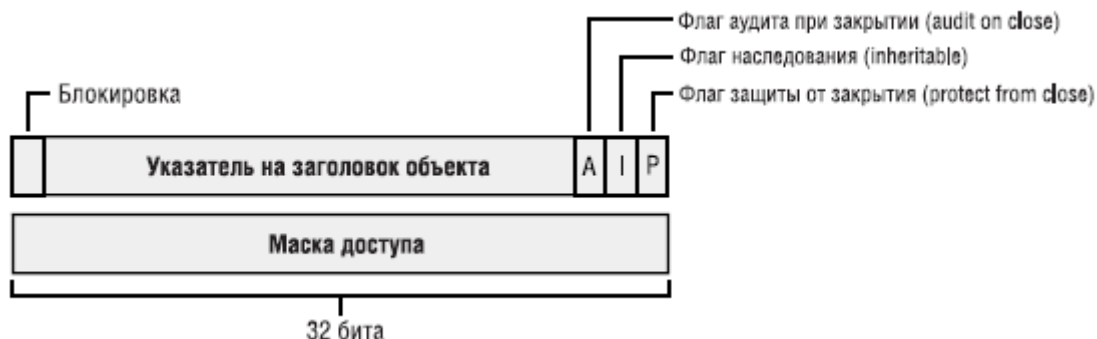 Флаг аудита при закрытии (audit on close)
Флаг наследования (inheritable)
Флаг защиты от закрытия (protect from close)
Блокировка
Указатель на заголовок объекта
A
I
P
Маска доступа
32 бита